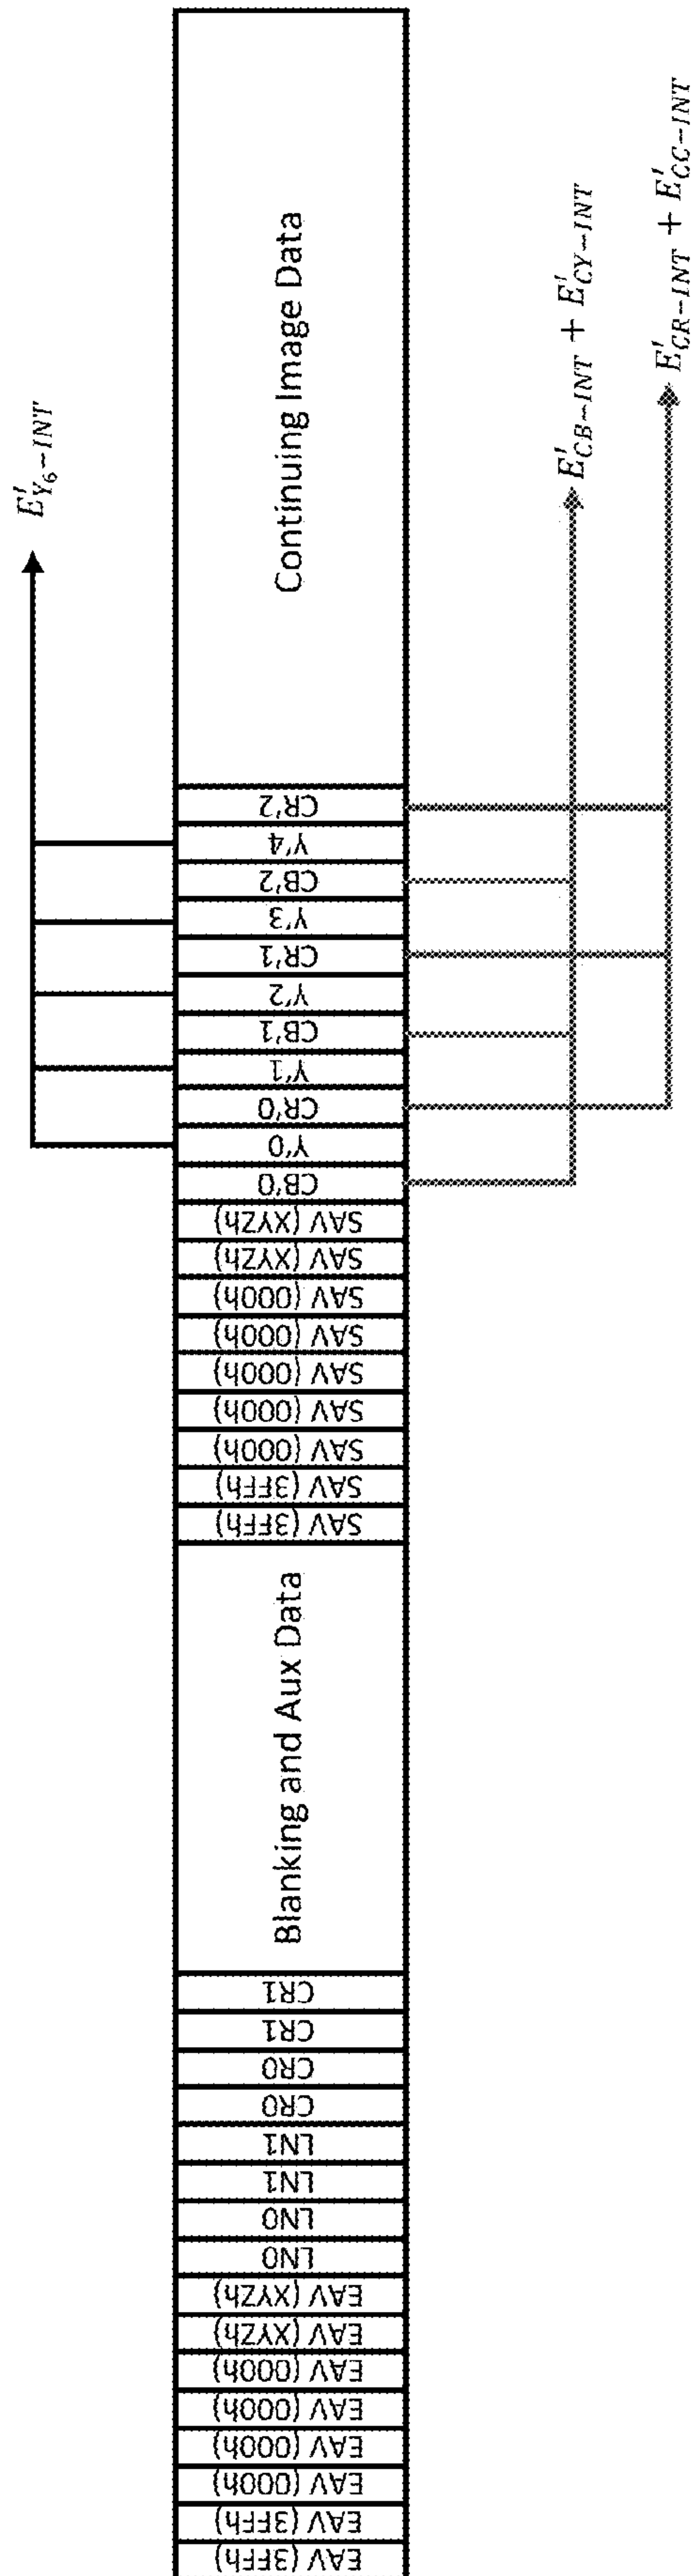 E'Y₆−INT
EAV (3FFh)
EAV (3FFh)
EAV (000h)
EAV (000h)
EAV (000h)
EAV (000h)
EAV (XYZh)
EAV (XYZh)
LN0
LN0
LN1
LN1
CR0
CR0
CR1
CR1
Blanking and Aux Data
SAV (3FFh)
SAV (3FFh)
SAV (000h)
SAV (000h)
SAV (000h)
SAV (000h)
SAV (000h)
SAV (XYZh)
SAV (XYZh)
CB'0
Y'0
CR'0
Y'1
CB'1
Y'2
CR'1
Y'3
CB'2
Y'4
CR'2
Continuing Image Data
E'CB−INT + E'CY−INT
E'CR−INT + E'CC−INT